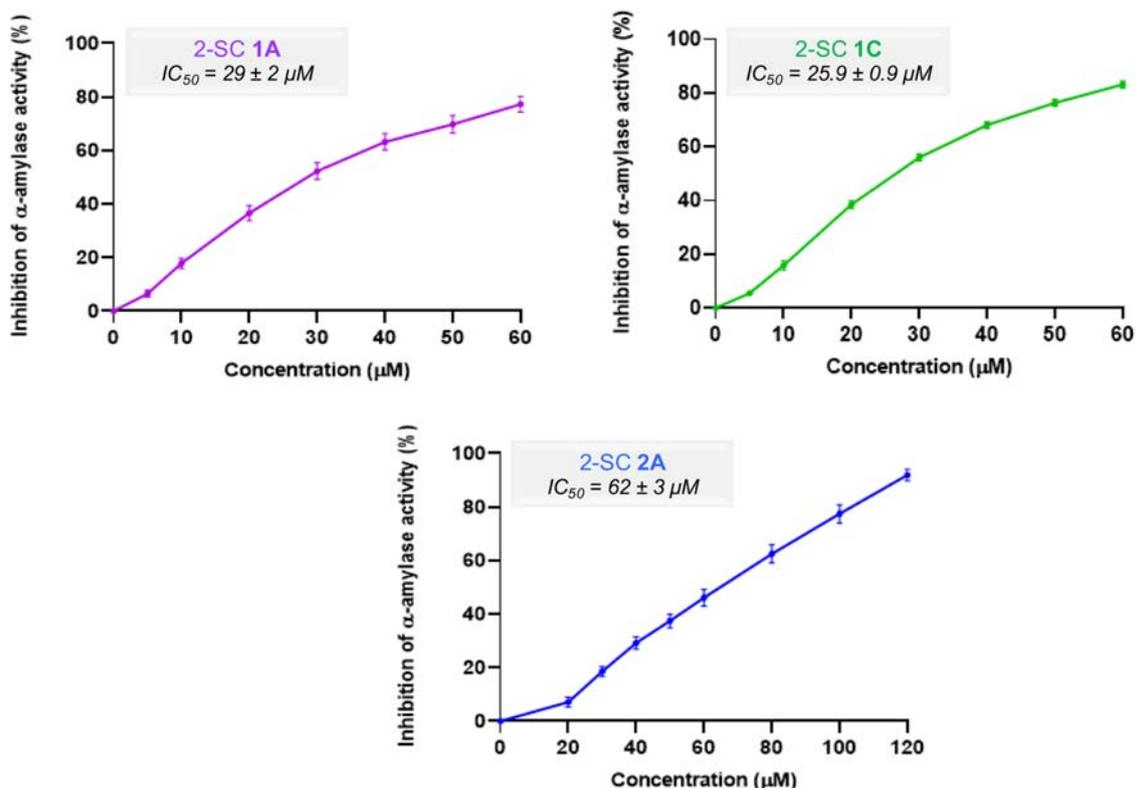 2-SC 1A
IC50 = 29 ± 2 µM
Inhibition of α-amylase activity (%)
100
80
60
40
20
0
0 10 20 30 40 50 60
Concentration (µM)
2-SC 1C
IC50 = 25.9 ± 0.9 µM
Inhibition of α-amylase activity (%)
100
80
60
40
20
0
0 10 20 30 40 50 60
Concentration (µM)
2-SC 2A
IC50 = 62 ± 3 µM
Inhibition of α-amylase activity (%)
100
80
60
40
20
0
0 20 40 60 80 100 120
Concentration (µM)